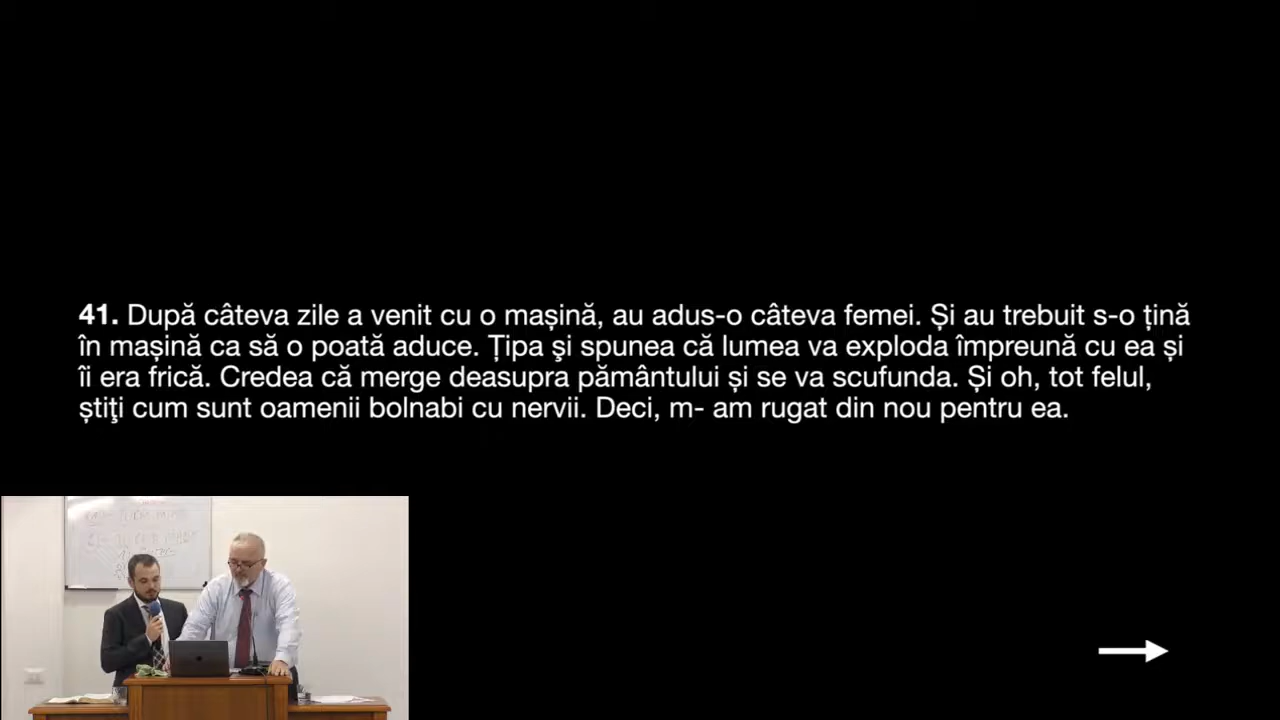 41. După câteva zile a venit cu o mașină, au adus-o câteva femei. Și au trebuit s-o țină
în mașină ca să o poată aduce. Țipa şi spunea că lumea va exploda împreună cu ea și
îi era frică. Credea că merge deasupra pământului și se va scufunda. Și oh, tot felul,
știţi cum sunt oamenii bolnabi cu nervii. Deci, m- am rugat din nou pentru ea.